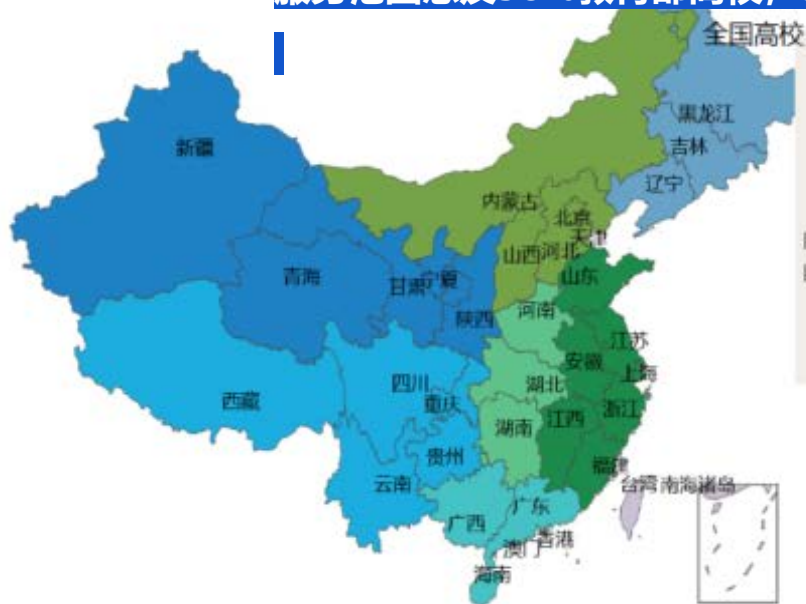 全国高校
黑龙江
吉林
辽宁
新疆
内蒙古
北京
天津
山西
河北
山东
青海
甘肃
宁夏
陕西
河南
江苏
安徽
上海
四川
重庆
湖北
浙江
西藏
湖南
江西
贵州
福建
云南
台湾
南海诸岛
广西
广东
澳门
香港
海南